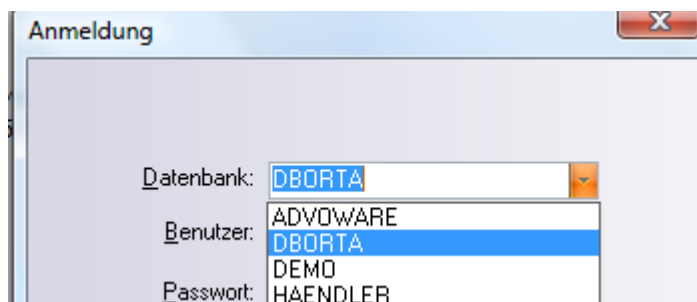 Anmeldung
Datenbank: DBORTA
ADVOWARE
Benutzer: DBORTA
DEMO
Passwort: HAENDLER